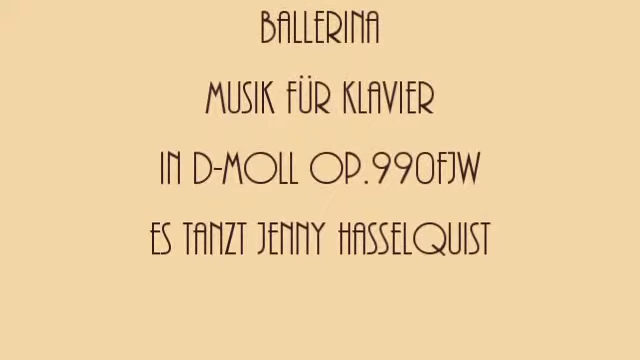 BALLERINA
MUSIK FÜR KLAVIER
IN D-MOLL OP.990FJW
ES TANZT JENNY HASSELQUIST